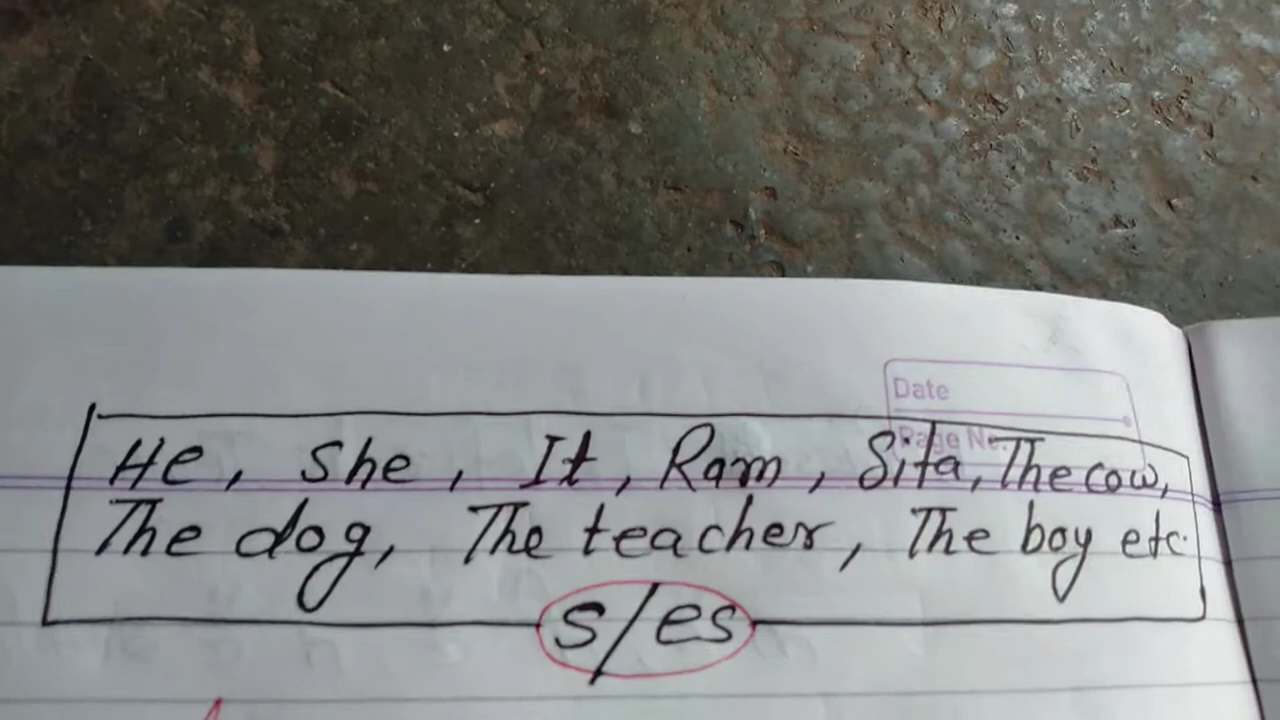 Date
Page No.
He, She, It, Ram, Sita, The cow,
The dog, The teacher, The boy etc.
s/es